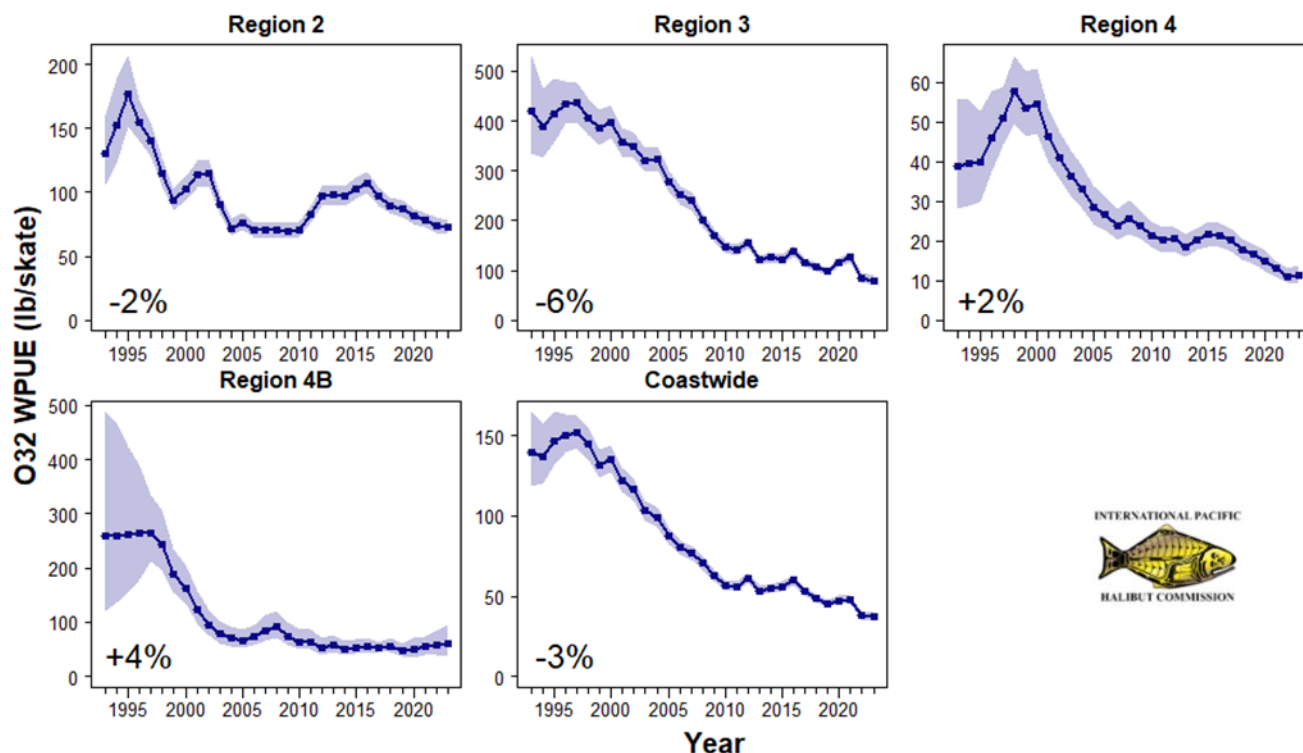 Region 2
Region 3
Region 4
O32 WPUE (lb/skate)
200
150
100
50
0
-2%
1995 2000 2005 2010 2015 2020
500
400
300
200
100
0
-6%
1995 2000 2005 2010 2015 2020
60
50
40
30
20
10
0
+2%
1995 2000 2005 2010 2015 2020
Region 4B
Coastwide
500
400
300
200
100
0
+4%
1995 2000 2005 2010 2015 2020
150
100
50
0
-3%
1995 2000 2005 2010 2015 2020
INTERNATIONAL PACIFIC
HALIBUT COMMISSION
Year